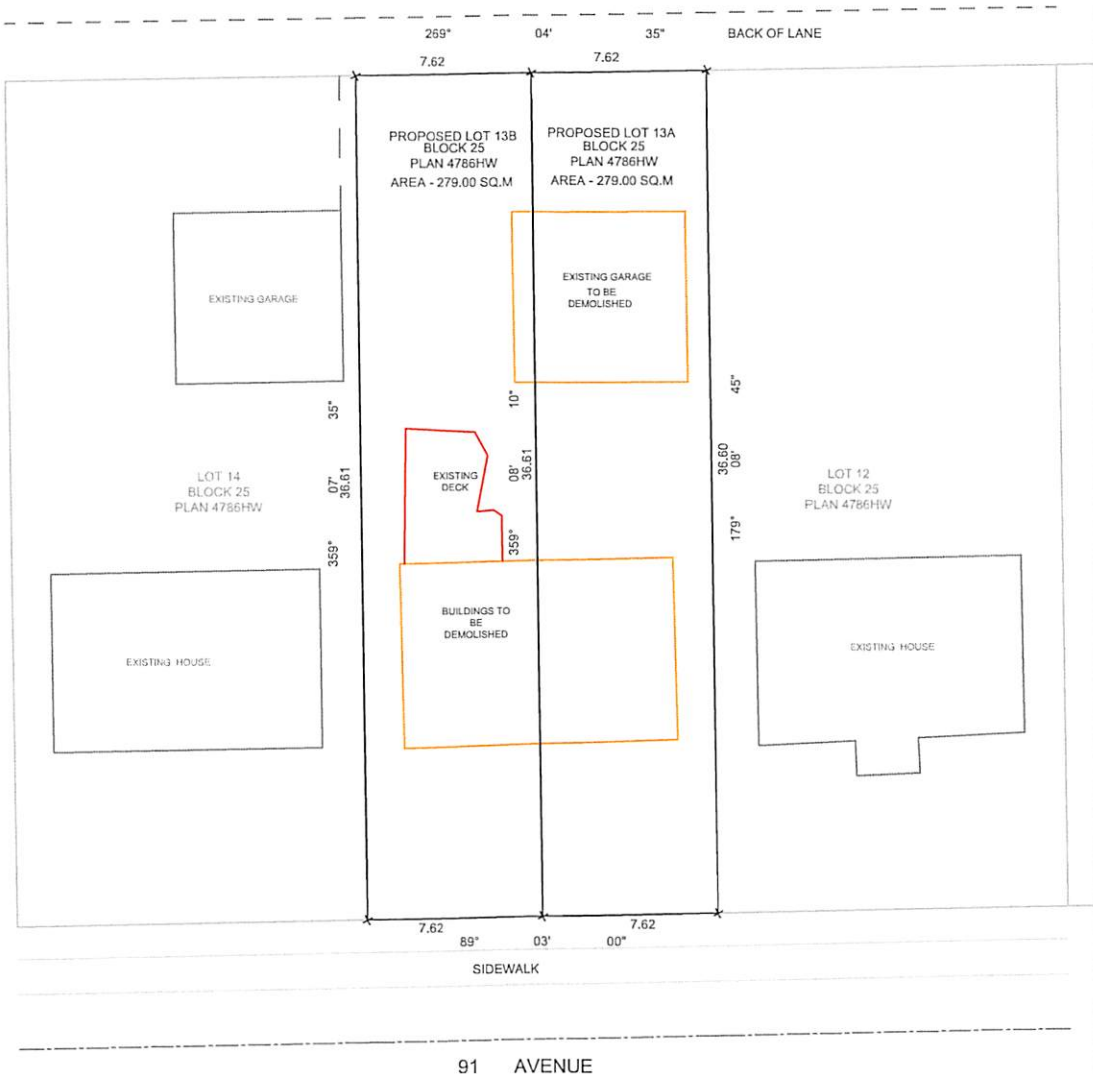 269° 04' 35" BACK OF LANE
7.62 7.62
PROPOSED LOT 13B
BLOCK 25
PLAN 4786HW
AREA - 279.00 SQ.M
PROPOSED LOT 13A
BLOCK 25
PLAN 4786HW
AREA - 279.00 SQ.M
EXISTING GARAGE
EXISTING GARAGE
TO BE
DEMOLISHED
359° 07' 35"
36.61
EXISTING
DECK
359° 08' 10"
36.61
179° 08' 45"
36.60
LOT 14
BLOCK 25
PLAN 4786HW
LOT 12
BLOCK 25
PLAN 4786HW
EXISTING HOUSE
BUILDINGS TO
BE
DEMOLISHED
EXISTING HOUSE
7.62 7.62
89° 03' 00"
SIDEWALK
91 AVENUE